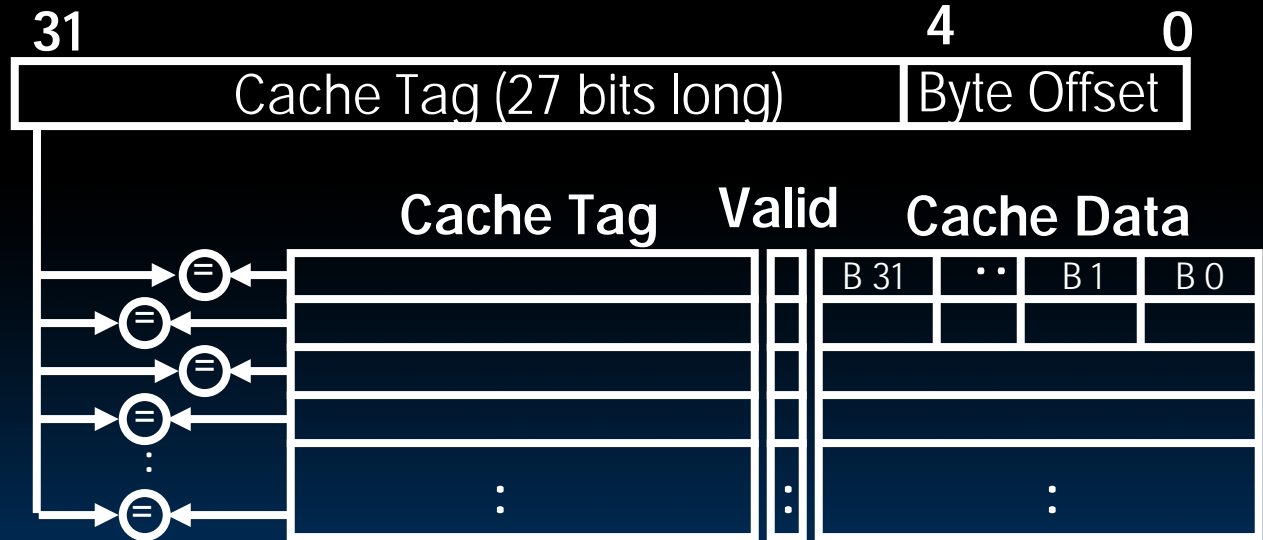 31 4 0
Cache Tag (27 bits long) Byte Offset
Cache Tag Valid Cache Data
= B 31 ·· B 1 B 0
=
=
=
:
= : : :